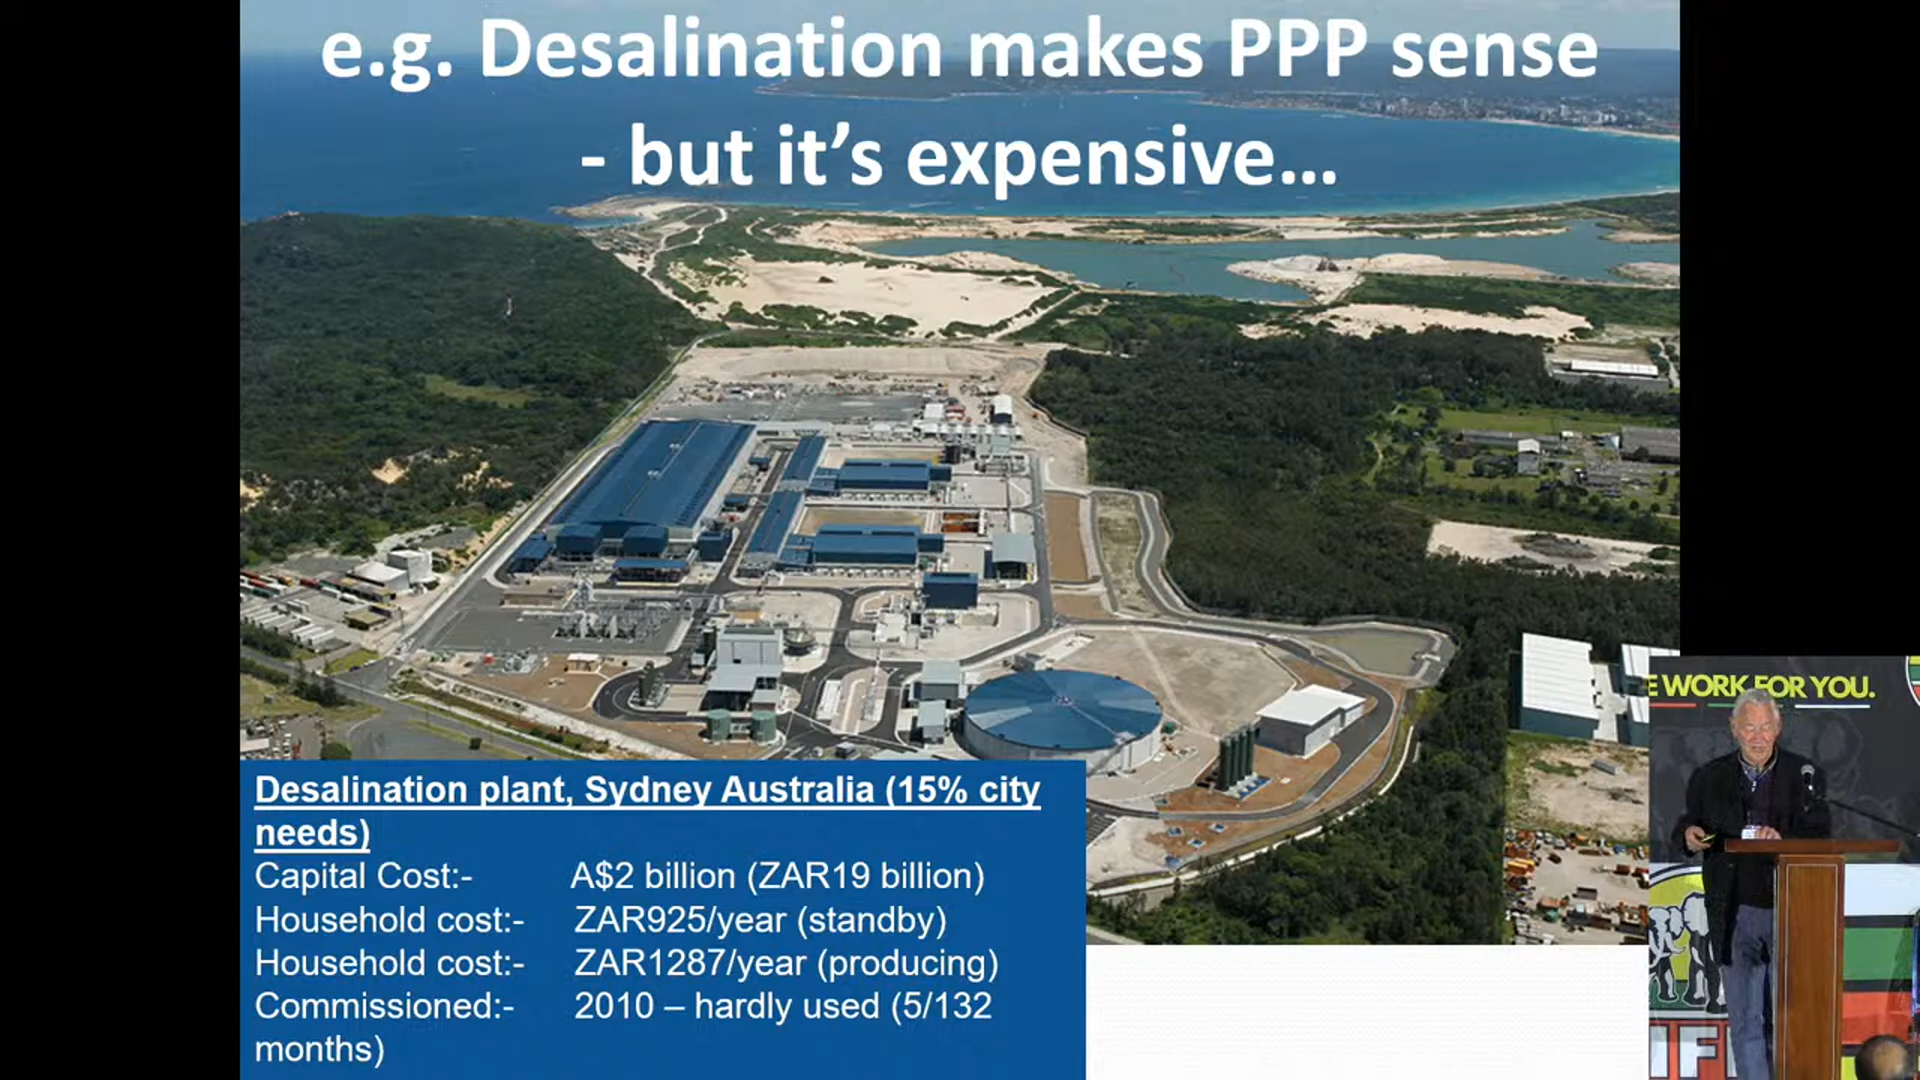 e.g. Desalination makes PPP sense
- but it's expensive...
Desalination plant, Sydney Australia (15% city
needs)
Capital Cost:- A$2 billion (ZAR19 billion)
Household cost:- ZAR925/year (standby)
Household cost:- ZAR1287/year (producing)
Commissioned:- 2010 – hardly used (5/132
months)
E WORK FOR YOU.
IF